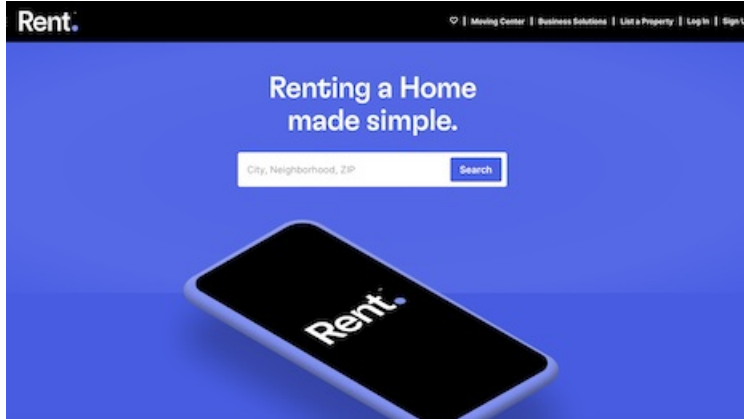 Rent.
Moving Center | Business Solutions | List a Property | Log In | Sign U
Renting a Home
made simple.
City, Neighborhood, ZIP
Search
Rent.